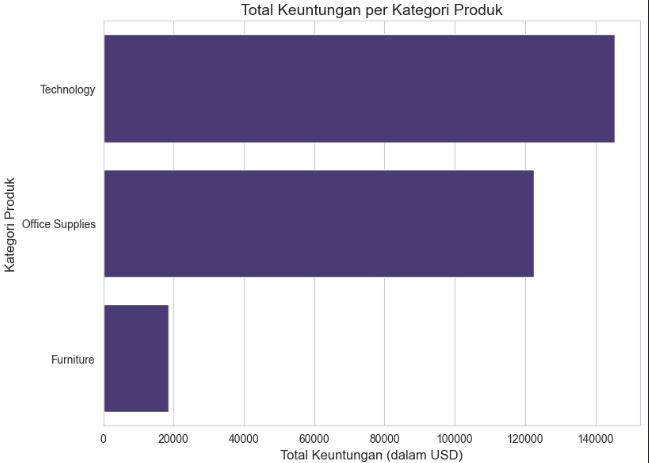 Total Keuntungan per Kategori Produk
Kategori Produk
Technology
Office Supplies
Furniture
0 20000 40000 60000 80000 100000 120000 140000
Total Keuntungan (dalam USD)